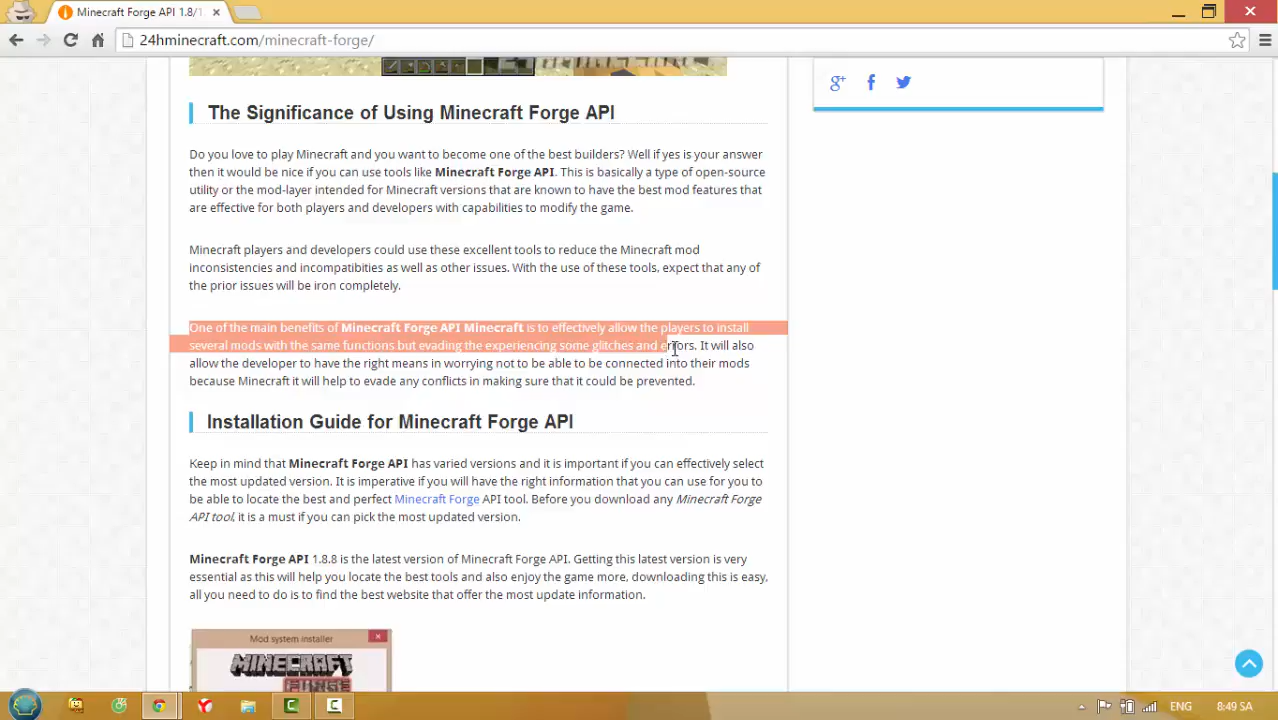 Minecraft Forge API 1.8/1
24hminecraft.com/minecraft-forge/
The Significance of Using Minecraft Forge API
Do you love to play Minecraft and you want to become one of the best builders? Well if yes is your answer
then it would be nice if you can use tools like Minecraft Forge API. This is basically a type of open-source
utility or the mod-layer intended for Minecraft versions that are known to have the best mod features that
are effective for both players and developers with capabilities to modify the game.
Minecraft players and developers could use these excellent tools to reduce the Minecraft mod
inconsistencies and incompatibities as well as other issues. With the use of these tools, expect that any of
the prior issues will be iron completely.
One of the main benefits of Minecraft Forge API Minecraft is to effectively allow the players to install
several mods with the same functions but evading the experiencing some glitches and errors. It will also
allow the developer to have the right means in worrying not to be able to be connected into their mods
because Minecraft it will help to evade any conflicts in making sure that it could be prevented.
Installation Guide for Minecraft Forge API
Keep in mind that Minecraft Forge API has varied versions and it is important if you can effectively select
the most updated version. It is imperative if you will have the right information that you can use for you to
be able to locate the best and perfect Minecraft Forge API tool. Before you download any Minecraft Forge
API tool, it is a must if you can pick the most updated version.
Minecraft Forge API 1.8.8 is the latest version of Minecraft Forge API. Getting this latest version is very
essential as this will help you locate the best tools and also enjoy the game more, downloading this is easy,
all you need to do is to find the best website that offer the most update information.
Mod system installer
MINECRAFT
FORGE
ENG
8:49 SA